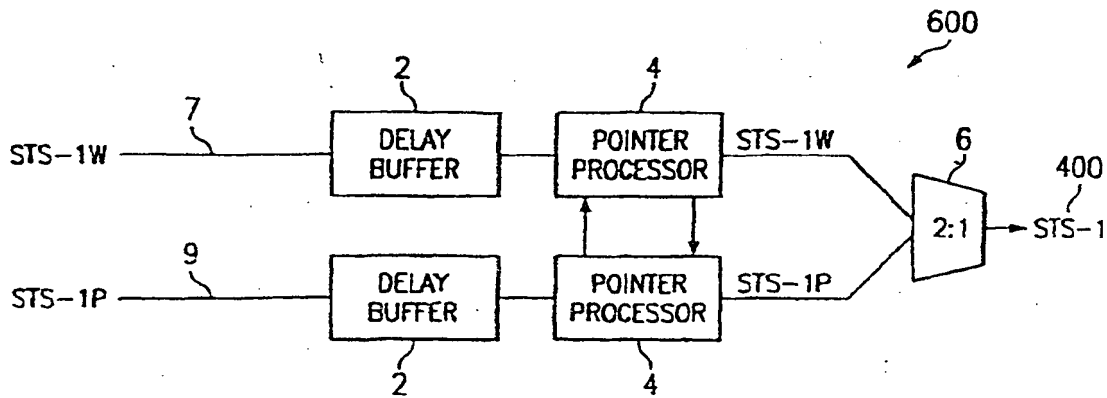 600
2
4
7
STS-1W
DELAY
BUFFER
POINTER
PROCESSOR
STS-1W
6
400
2:1
STS-1
9
STS-1P
DELAY
BUFFER
POINTER
PROCESSOR
STS-1P
2
4